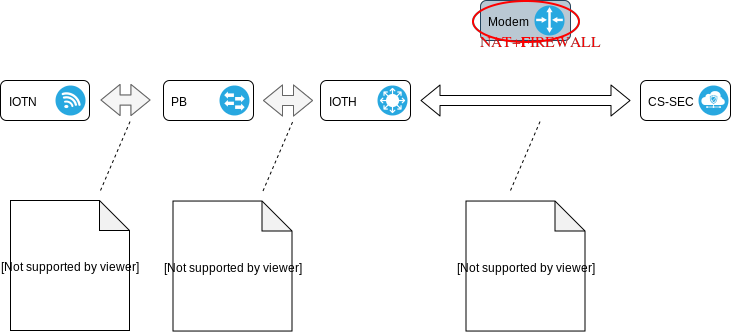 Modem
NAT+FIREWALL
IOTN
PB
IOTH
CS-SEC
[Not supported by viewer]
[Not supported by viewer]
[Not supported by viewer]